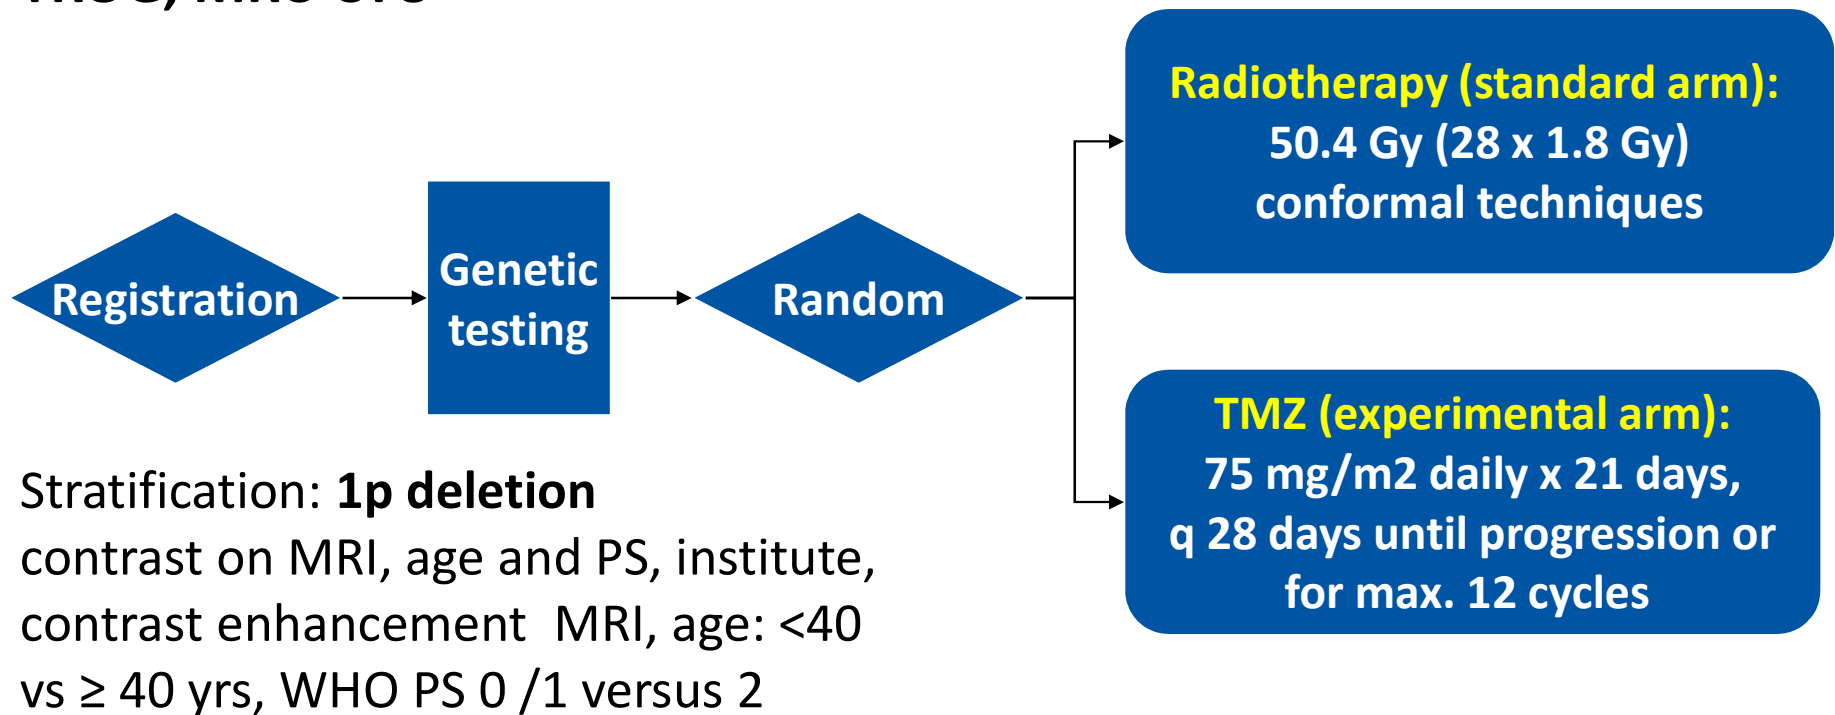 Registration
Genetic
testing
Random
Radiotherapy (standard arm):
50.4 Gy (28 x 1.8 Gy)
conformal techniques
TMZ (experimental arm):
75 mg/m2 daily x 21 days,
q 28 days until progression or
for max. 12 cycles
Stratification: 1p deletion
contrast on MRI, age and PS, institute,
contrast enhancement  MRI, age: <40
vs ≥ 40 yrs, WHO PS 0 /1 versus 2